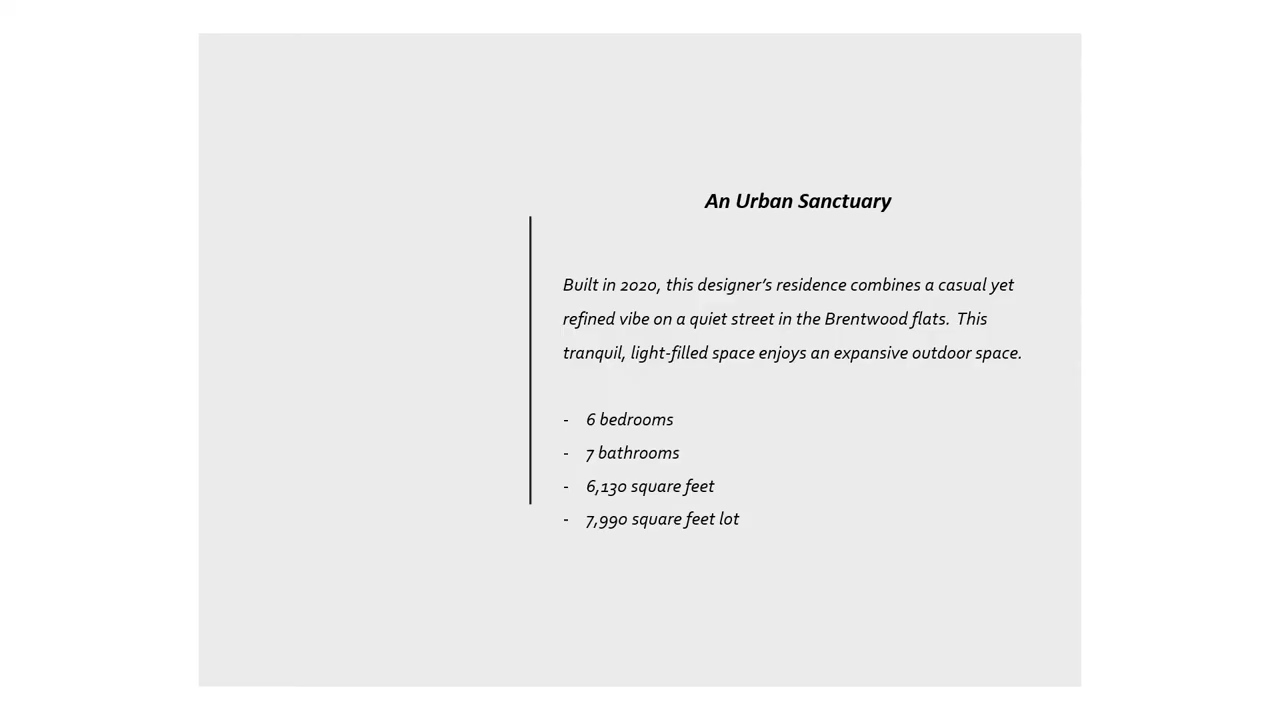 An Urban Sanctuary
Built in 2020, this designer’s residence combines a casual yet
refined vibe on a quiet street in the Brentwood flats.  This
tranquil, light-filled space enjoys an expansive outdoor space.
- 6 bedrooms
- 7 bathrooms
- 6,130 square feet
- 7,990 square feet lot